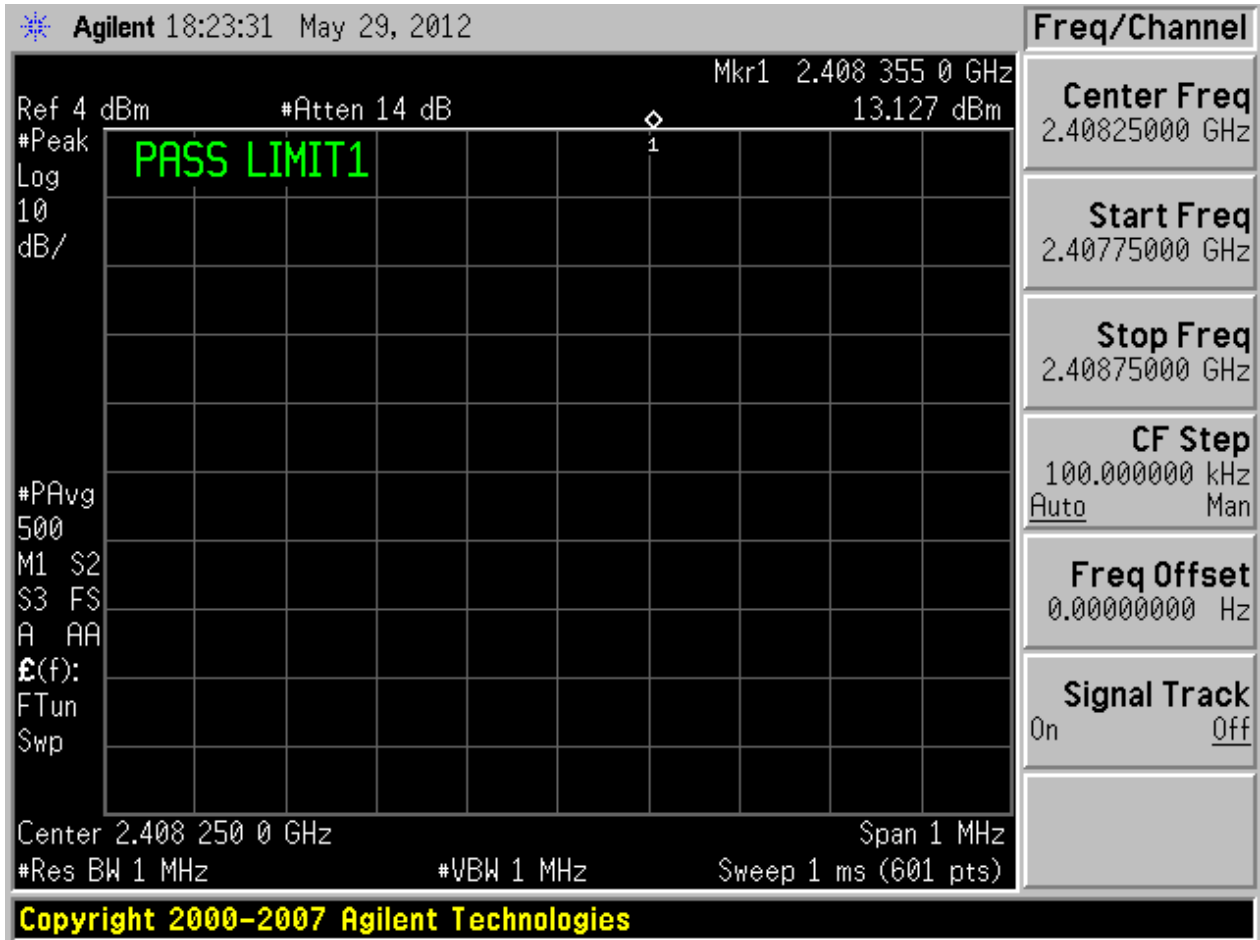 Agilent 18:23:31 May 29, 2012
Freq/Channel
Mkr1 2.408 355 0 GHz
Ref 4 dBm #Atten 14 dB 13.127 dBm
#Peak
Log
10
dB/
PASS LIMIT1
1
#PAvg
500
M1 S2
S3 FS
A AA
£(f):
FTun
Swp
Center 2.408 250 0 GHz Span 1 MHz
#Res BW 1 MHz #VBW 1 MHz Sweep 1 ms (601 pts)
Center Freq
2.40825000 GHz
Start Freq
2.40775000 GHz
Stop Freq
2.40875000 GHz
CF Step
100.000000 kHz
Auto Man
Freq Offset
0.00000000 Hz
Signal Track
On Off
Copyright 2000-2007 Agilent Technologies